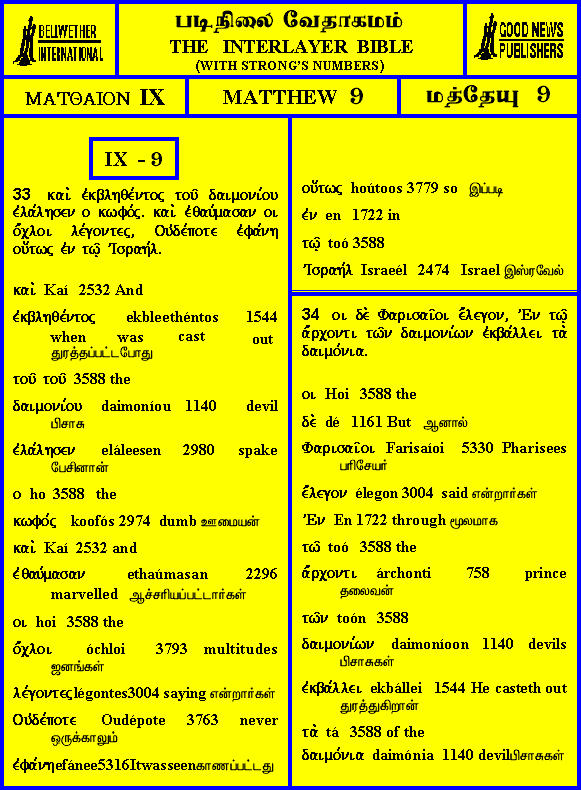 BELLWETHER
INTERNATIONAL
படிநிலை வேதாகமம்
THE INTERLAYER BIBLE
(WITH STRONG'S NUMBERS)
GOOD NEWS
PUBLISHERS
ΜΑΤΘΑΙΟΝ IX
MATTHEW 9
மத்தேயு 9
IX - 9
33 καὶ ἐκβληθέντος τοῦ δαιμονίου
ἐλάλησεν ο κωφός. καὶ ἐθαύμασαν οι
ὄχλοι λέγοντες, Οὐδέποτε ἐφάνη
οὕτως ἐν τῷ Ἰσραήλ.
καὶ Kaí 2532 And
ἐκβληθέντος ekbleethéntos 1544
when was cast out
துரத்தப்பட்டபோது
τοῦ τοῦ 3588 the
δαιμονίου daimoníou 1140 devil
பிசாசு
ἐλάλησεν eláleesen 2980 spake
பேசினான்
ο ho 3588 the
κωφός koofós 2974 dumb ஊமையன்
καὶ Kaí 2532 and
ἐθαύμασαν ethaúmasan 2296
marvelled ஆச்சரியப்பட்டார்கள்
οι hoi 3588 the
ὄχλοι óchloi 3793 multitudes
ஜனங்கள்
λέγοντες légontes3004 saying என்றார்கள்
Οὐδέποτε Oudépote 3763 never
ஒருக்காலும்
ἐφάνηefánee5316Itwasseenகாணப்பட்டது
οὕτως hoútoos 3779 so இப்படி
ἐν en 1722 in
τῷ toó 3588
Ἰσραήλ Israeél 2474 Israel இஸ்ரவேல்
34 οι δὲ Φαρισαῖοι ἔλεγον, Ἐν τῷ
ἄρχοντι τῶν δαιμονίων ἐκβάλλει τὰ
δαιμόνια.
οι Hoi 3588 the
δὲ dé 1161 But ஆனால்
Φαρισαῖοι Farisaíoi 5330 Pharisees
பரிசேயர்
ἔλεγον élegon 3004 said என்றார்கள்
Ἐν En 1722 through மூலமாக
τῷ toó 3588 the
ἄρχοντι árchonti 758 prince
தலைவன்
τῶν toón 3588
δαιμονίων daimoníoon 1140 devils
பிசாசுகள்
ἐκβάλλει ekbállei 1544 He casteth out
துரத்துகிறான்
τὰ tá 3588 of the
δαιμόνια daimónia 1140 devilபிசாசுகள்